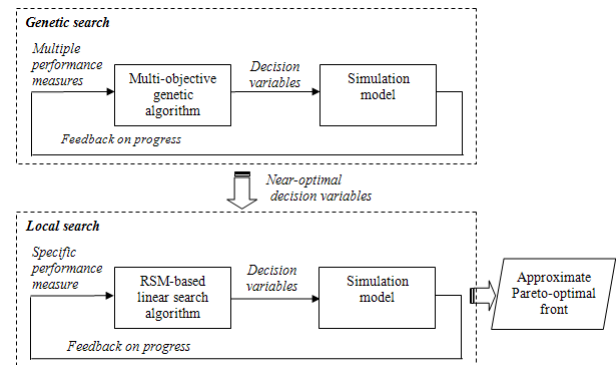 Genetic search
Multiple
performance
measures
Multi-objective
genetic
algorithm
Decision
variables
Simulation
model
Feedback on progress
Near-optimal
decision variables
Local search
Specific
performance
measure
RSM-based
linear search
algorithm
Decision
variables
Simulation
model
Feedback on progress
Approximate
Pareto-optimal
front